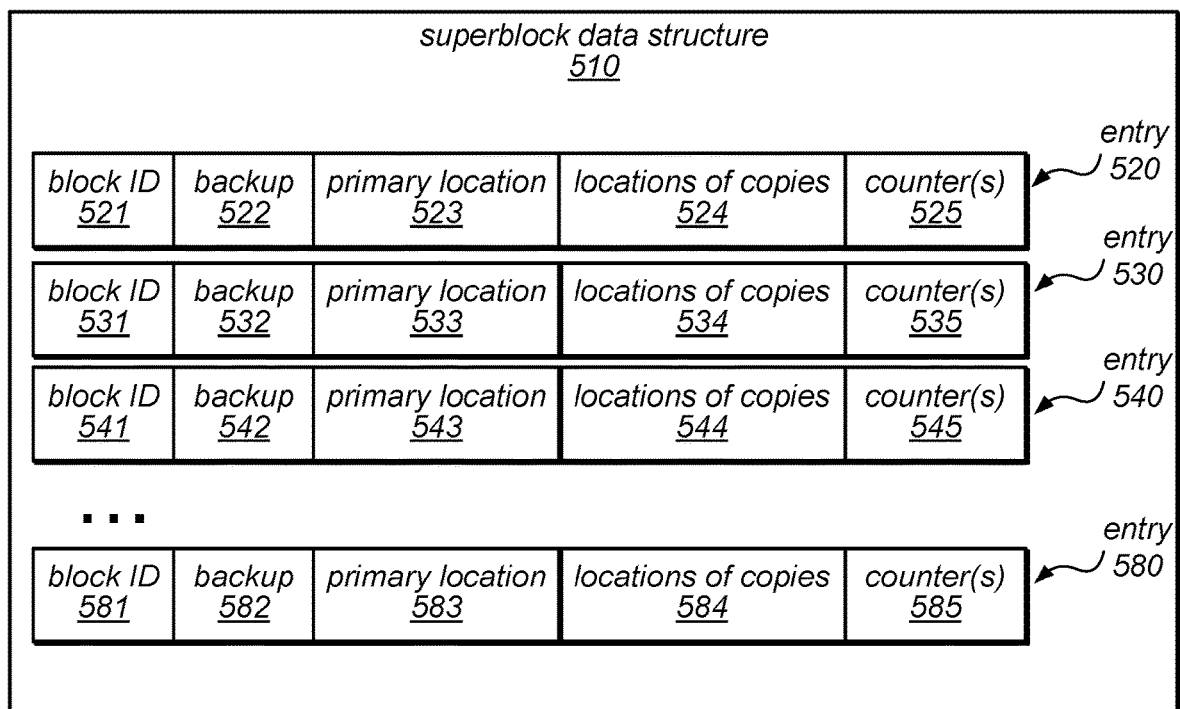 superblock data structure
510
entry
520
block ID backup primary location locations of copies counter(s)
521 522 523 524 525
entry
530
block ID backup primary location locations of copies counter(s)
531 532 533 534 535
entry
540
block ID backup primary location locations of copies counter(s)
541 542 543 544 545
...
entry
580
block ID backup primary location locations of copies counter(s)
581 582 583 584 585